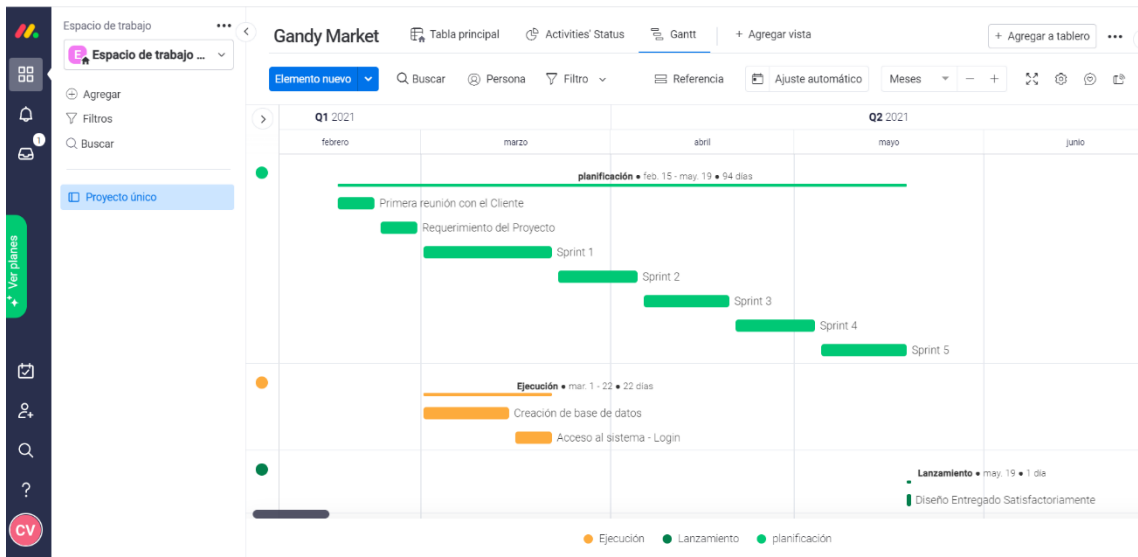 Espacio de trabajo
E Espacio de trabajo ...
Agregar
Filtros
Buscar
1
Proyecto único
Ver planes
?
CV
Gandy Market
Tabla principal
Activities' Status
Gantt
+ Agregar vista
+ Agregar a tablero
Elemento nuevo
Buscar
Persona
Filtro
Referencia
Ajuste automático
Meses
− +
Q1 2021
Q2 2021
febrero
marzo
abril
mayo
junio
planificación ● feb. 15 - may. 19 ● 94 días
Primera reunión con el Cliente
Requerimiento del Proyecto
Sprint 1
Sprint 2
Sprint 3
Sprint 4
Sprint 5
Ejecución ● mar. 1 - 22 ● 22 días
Creación de base de datos
Acceso al sistema - Login
Lanzamiento ● may. 19 ● 1 día
Diseño Entregado Satisfactoriamente
Ejecución
Lanzamiento
planificación